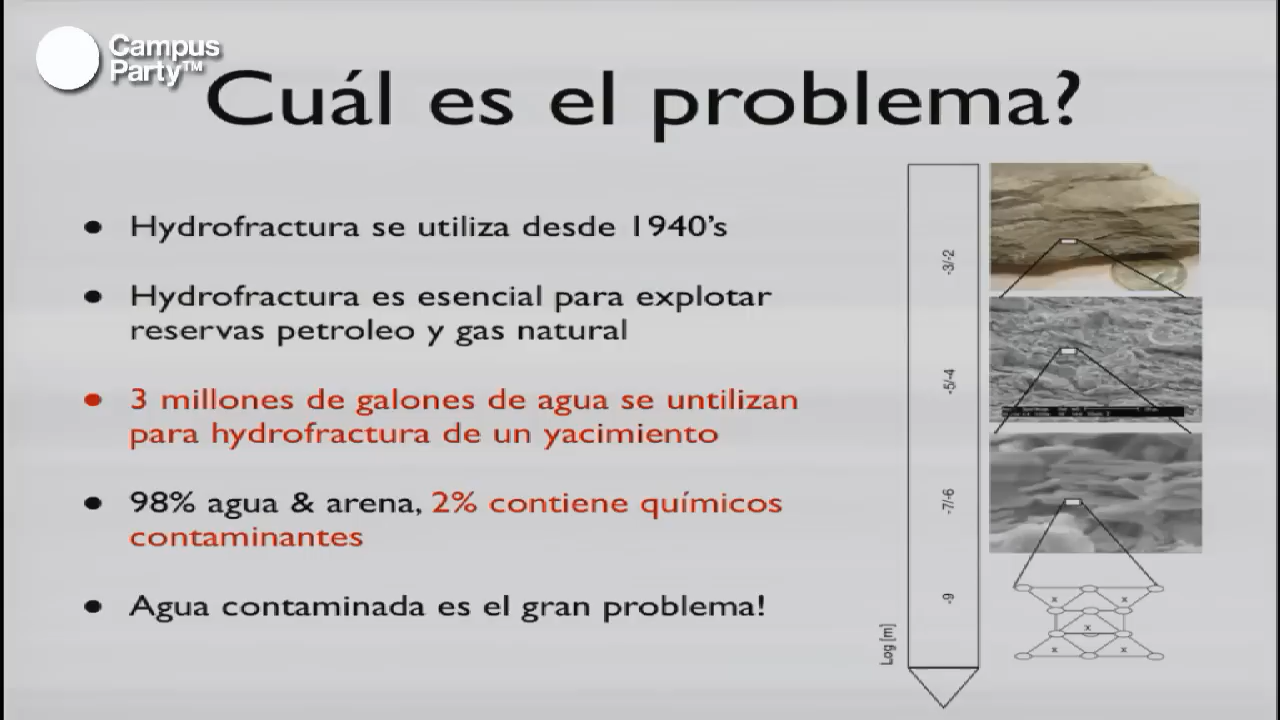 Campus
Party™
Cuál es el problema?
• Hydrofractura se utiliza desde 1940's
• Hydrofractura es esencial para explotar
reservas petroleo y gas natural
• 3 millones de galones de agua se untilizan
para hydrofractura de un yacimiento
• 98% agua & arena, 2% contiene químicos
contaminantes
• Agua contaminada es el gran problema!
-3/-2
-5/-4
-7/-6
-9
Log [m]
x x
x
x x